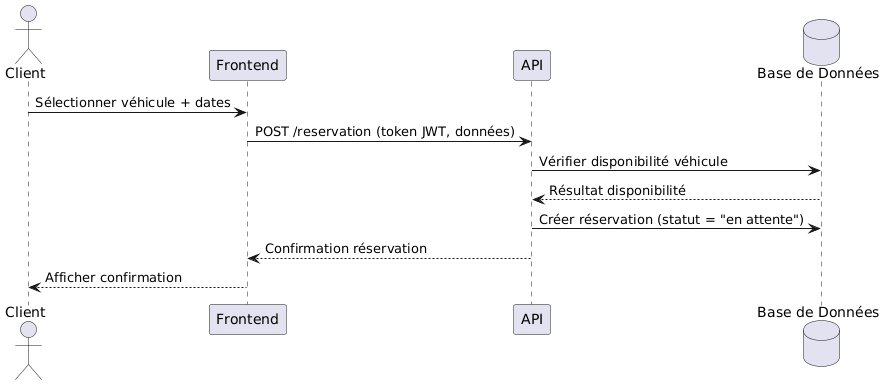 Client
Frontend
API
Base de Données
Sélectionner véhicule + dates
POST /reservation (token JWT, données)
Vérifier disponibilité véhicule
Résultat disponibilité
Créer réservation (statut = "en attente")
Confirmation réservation
Afficher confirmation
Client
Frontend
API
Base de Données